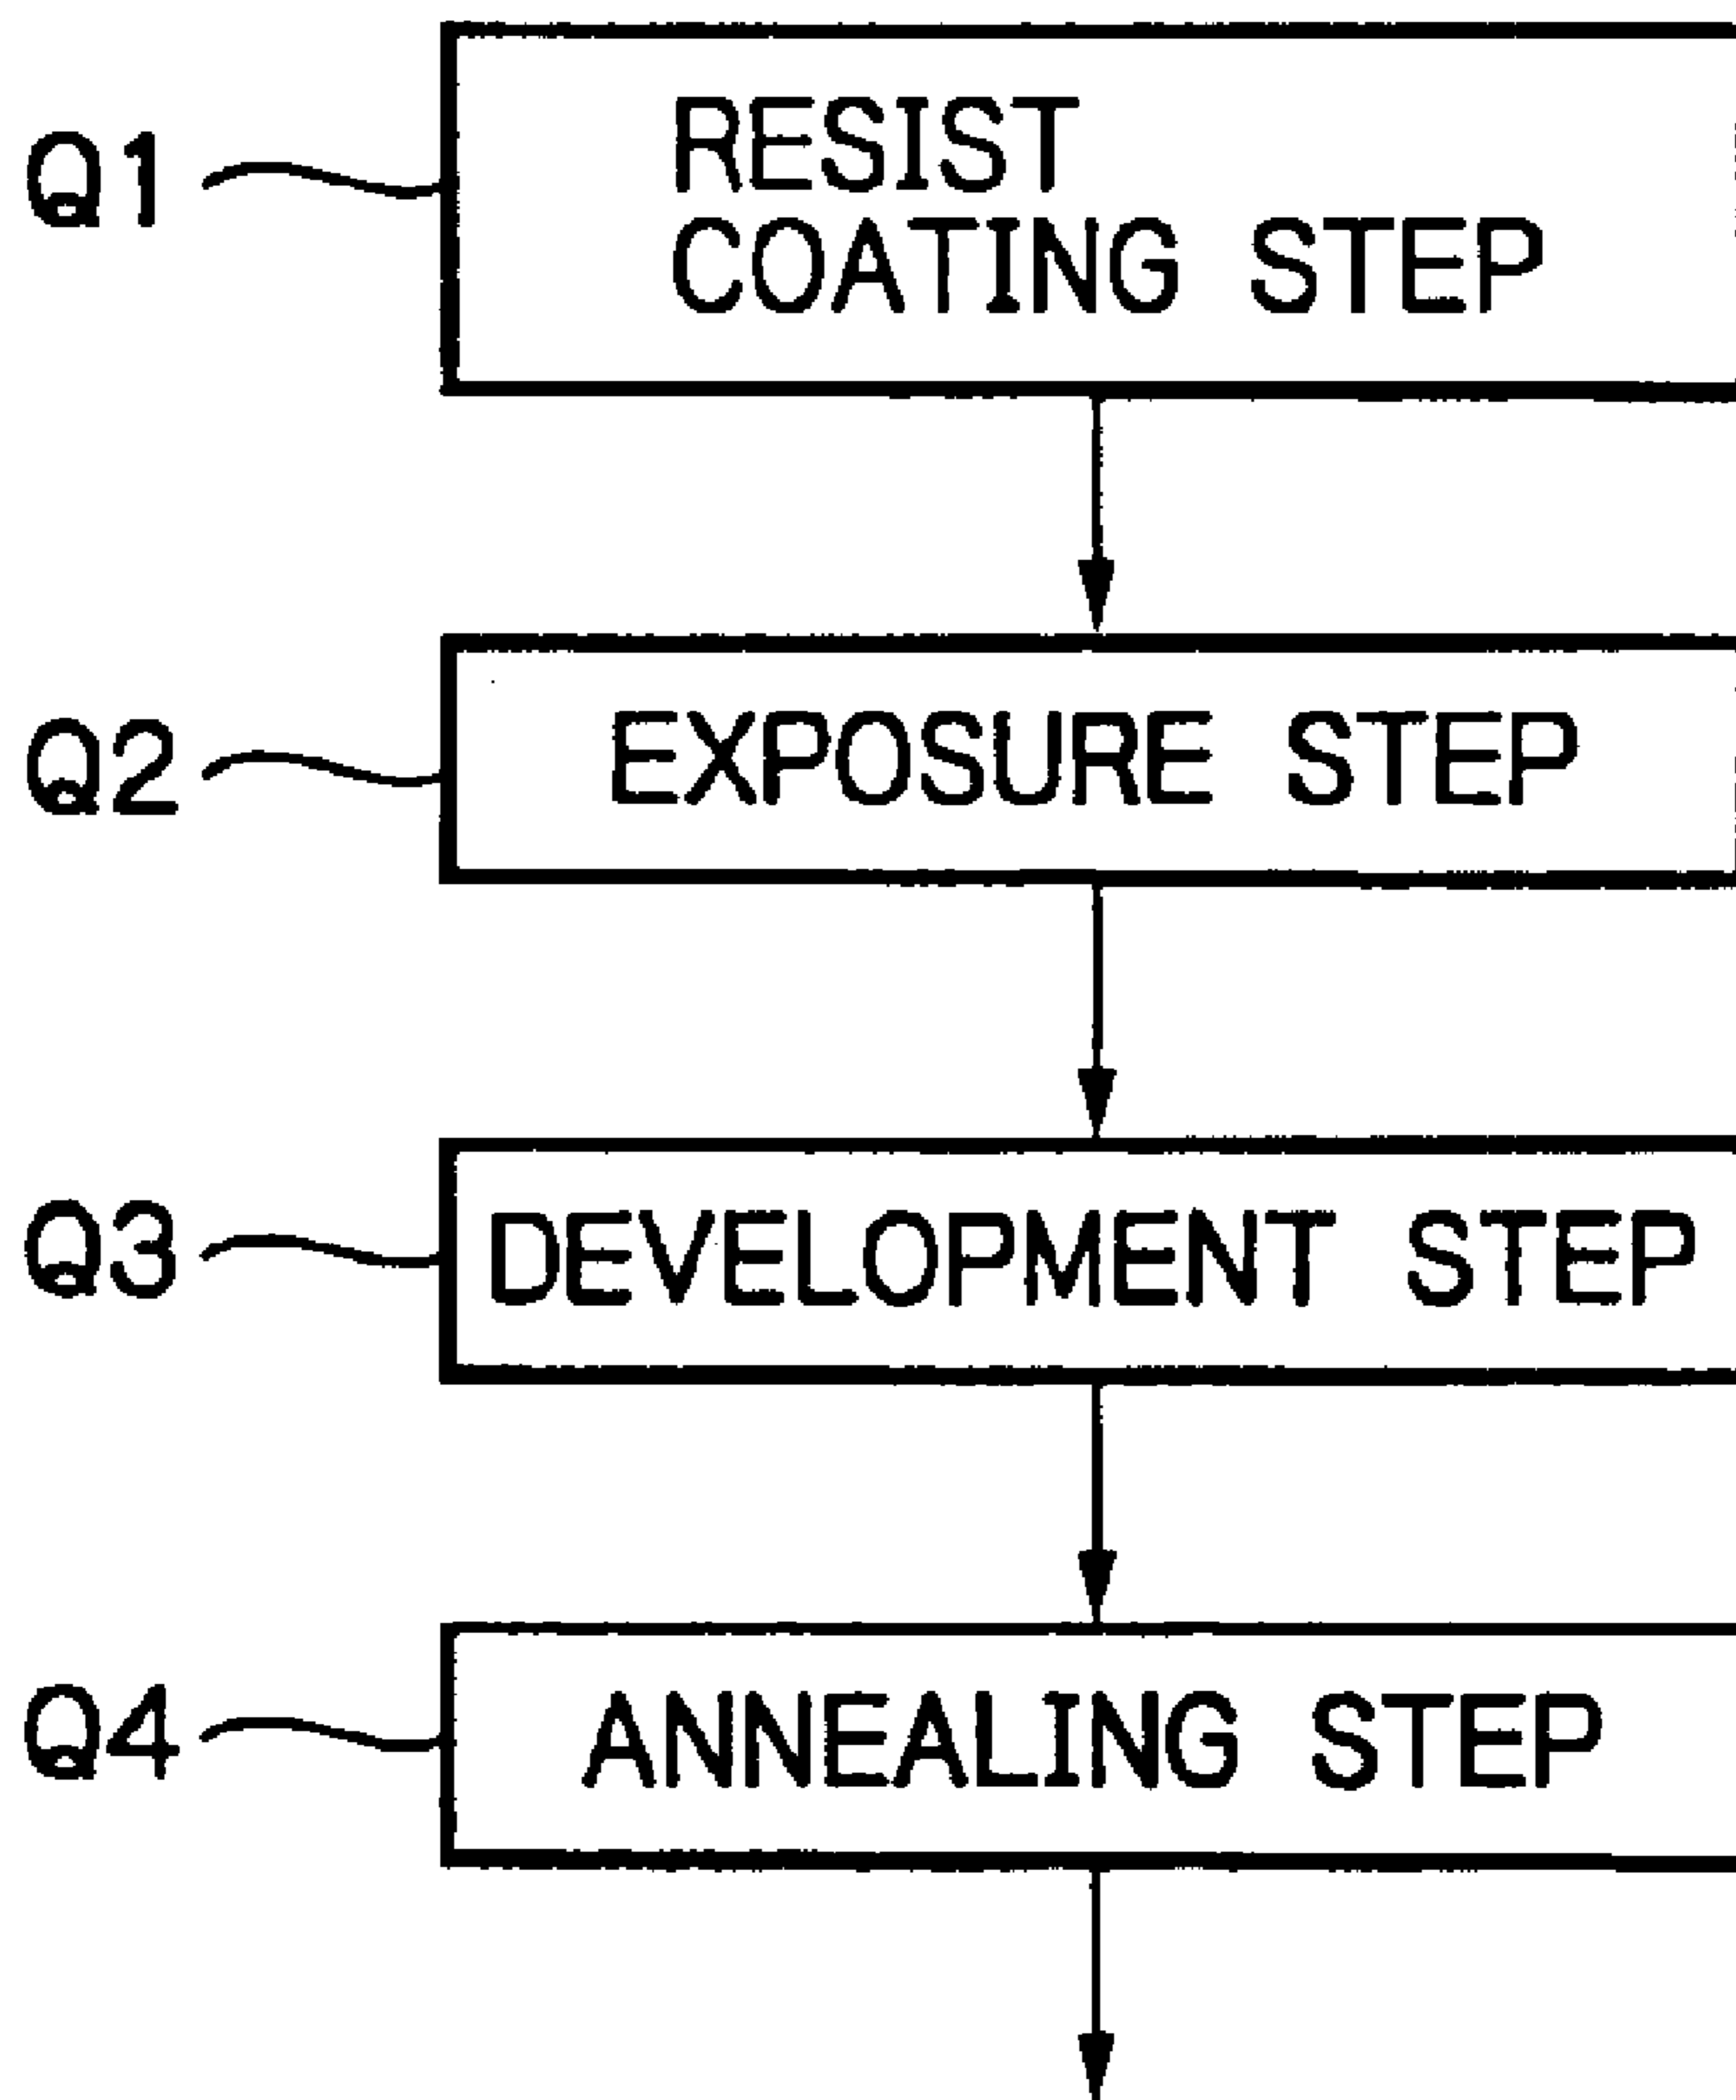 Q1
RESIST
COATING STEP
Q2
EXPOSURE STEP
Q3
DEVELOPMENT STEP
Q4
ANNEALING STEP